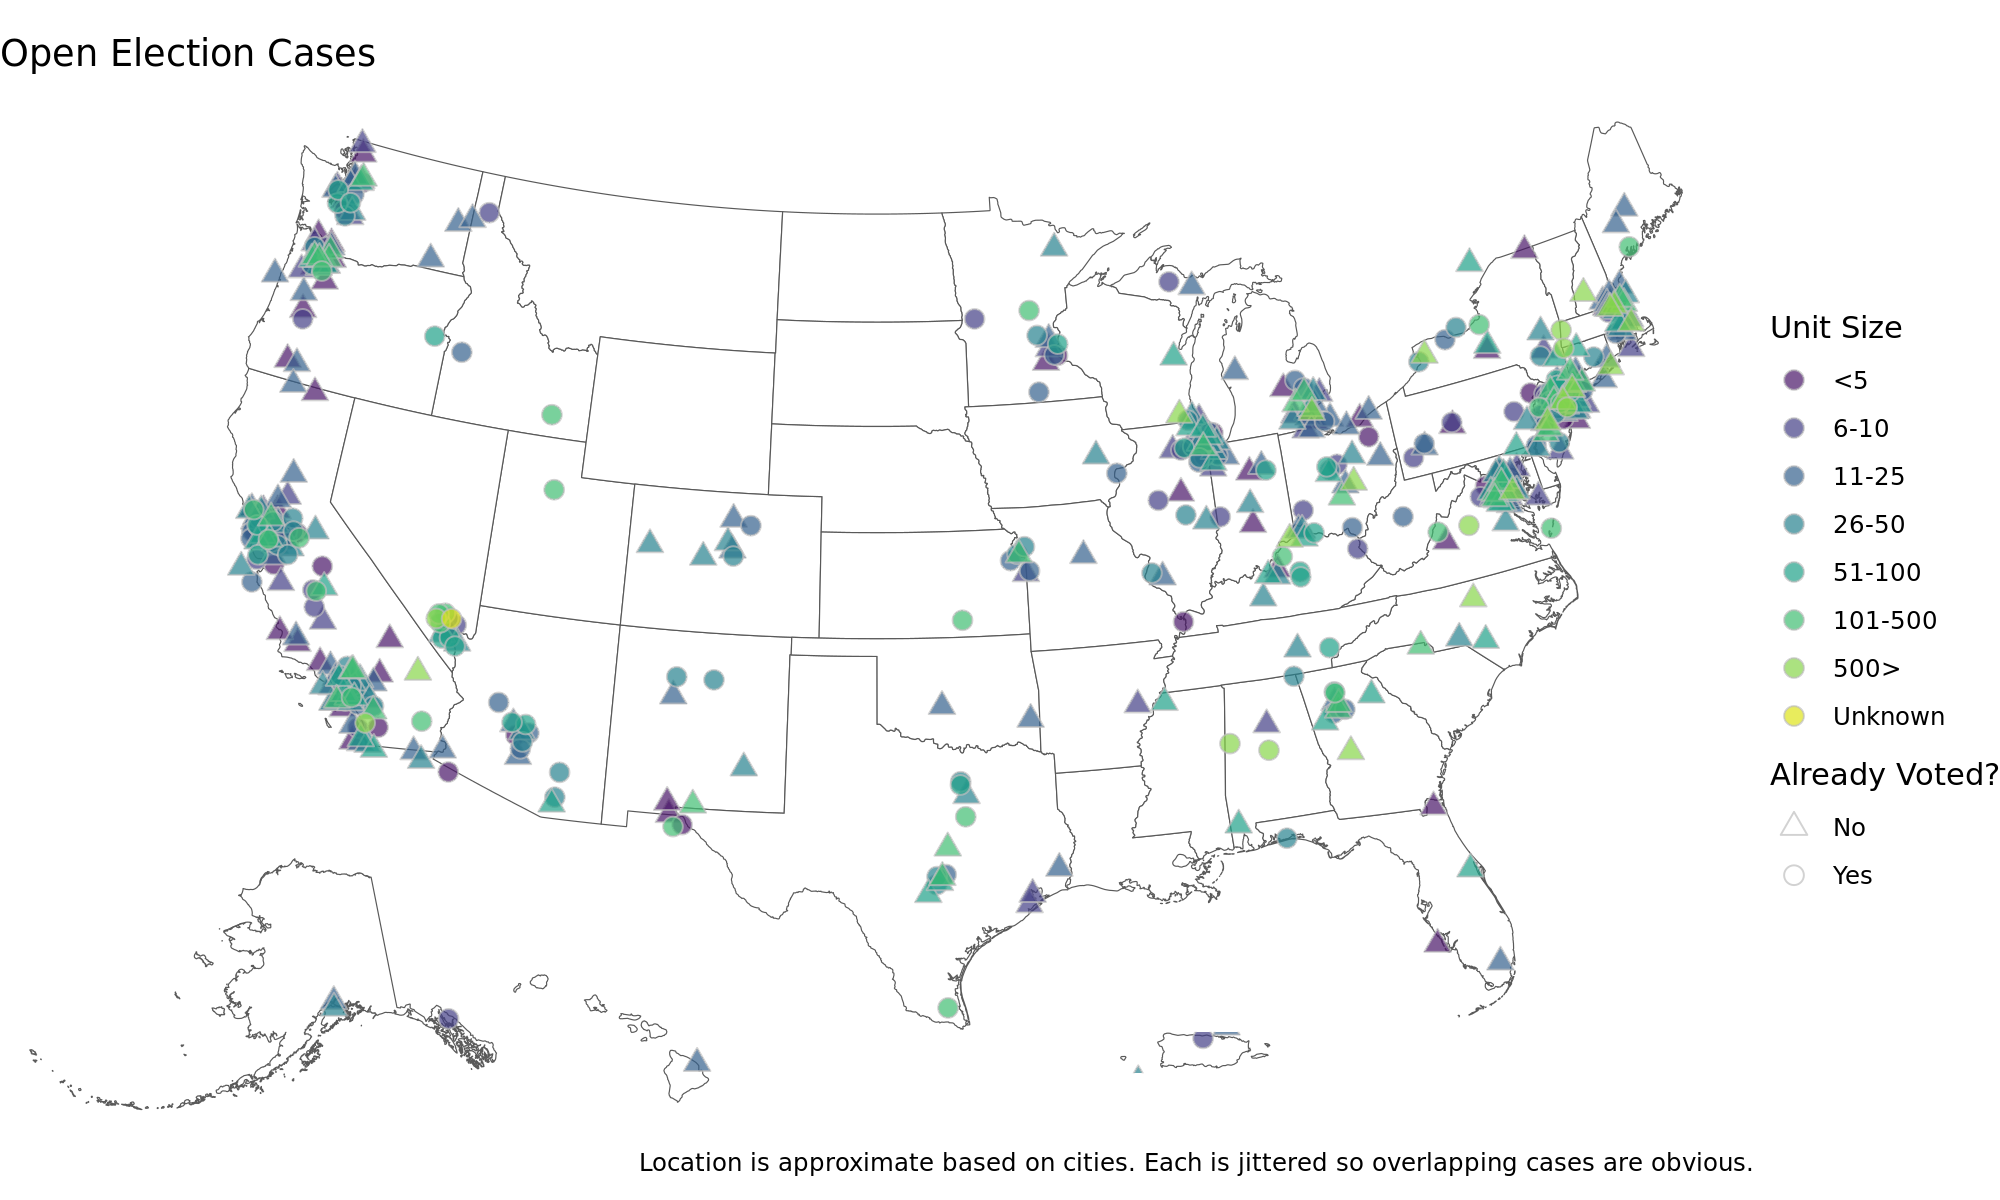 Open Election Cases
Unit Size
<5
6-10
11-25
26-50
51-100
101-500
500>
Unknown
Already Voted?
No
Yes
Location is approximate based on cities. Each is jittered so overlapping cases are obvious.